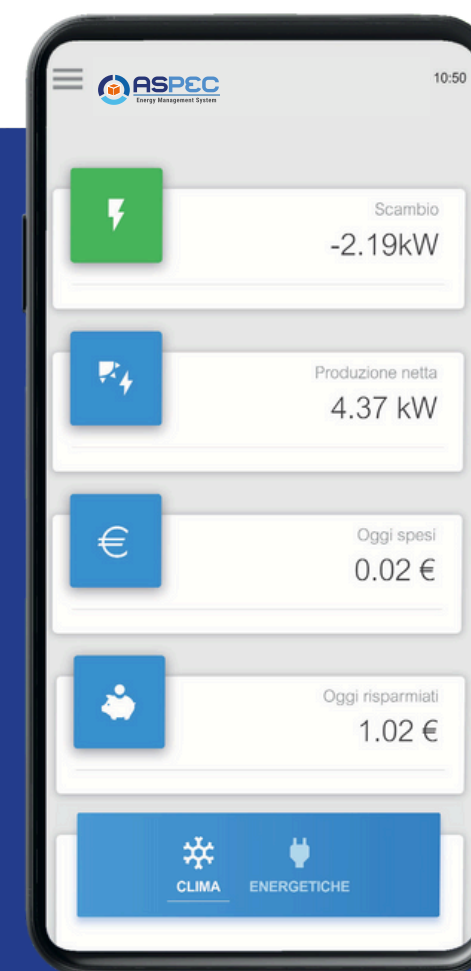 ASPEC
Energy Management System
10:50
Scambio
-2.19kW
Produzione netta
4.37 kW
€
Oggi spesi
0.02 €
Oggi risparmiati
1.02 €
CLIMA
ENERGETICHE